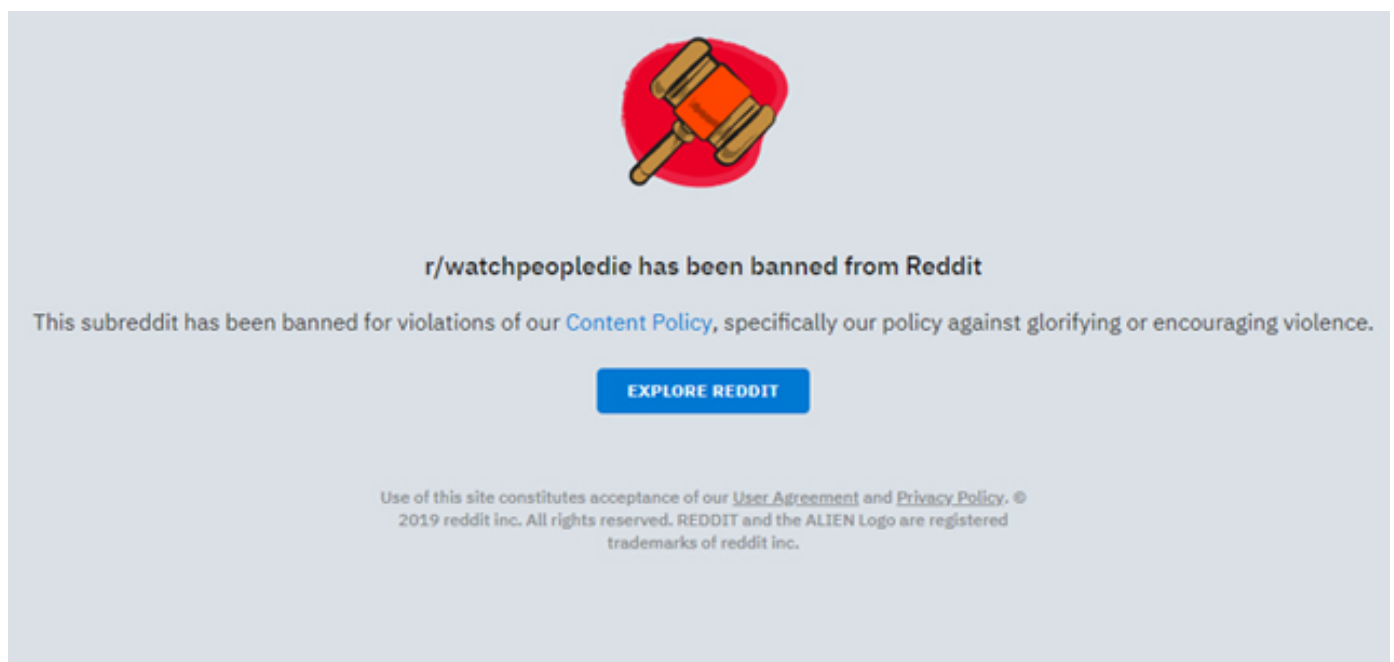 r/watchpeopledie has been banned from Reddit
This subreddit has been banned for violations of our Content Policy, specifically our policy against glorifying or encouraging violence.
EXPLORE REDDIT
Use of this site constitutes acceptance of our User Agreement and Privacy Policy. ©
2019 reddit inc. All rights reserved. REDDIT and the ALIEN Logo are registered
trademarks of reddit inc.